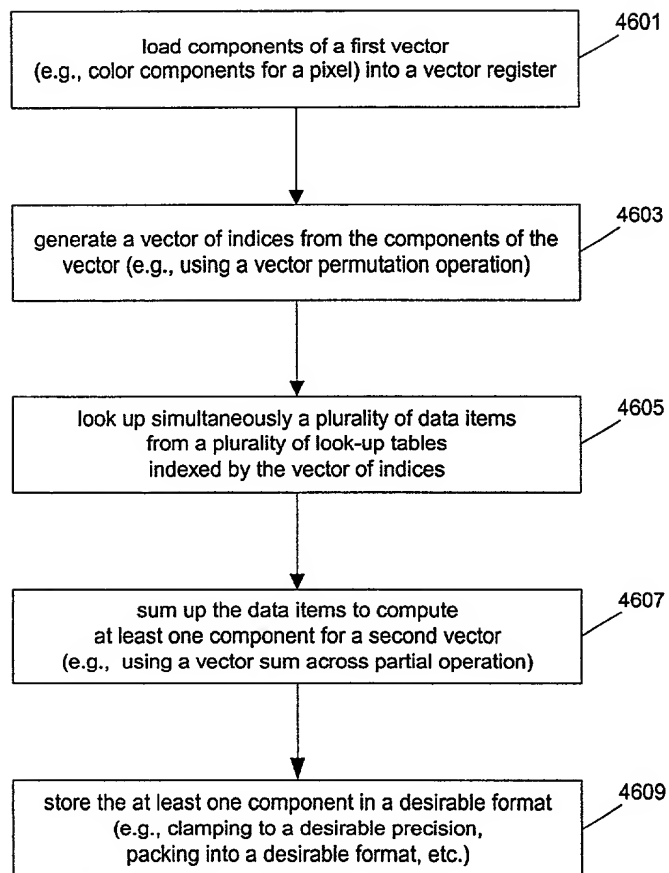 4601
load components of a first vector
(e.g., color components for a pixel) into a vector register
4603
generate a vector of indices from the components of the
vector (e.g., using a vector permutation operation)
4605
look up simultaneously a plurality of data items
from a plurality of look-up tables
indexed by the vector of indices
4607
sum up the data items to compute
at least one component for a second vector
(e.g., using a vector sum across partial operation)
4609
store the at least one component in a desirable format
(e.g., clamping to a desirable precision,
packing into a desirable format, etc.)